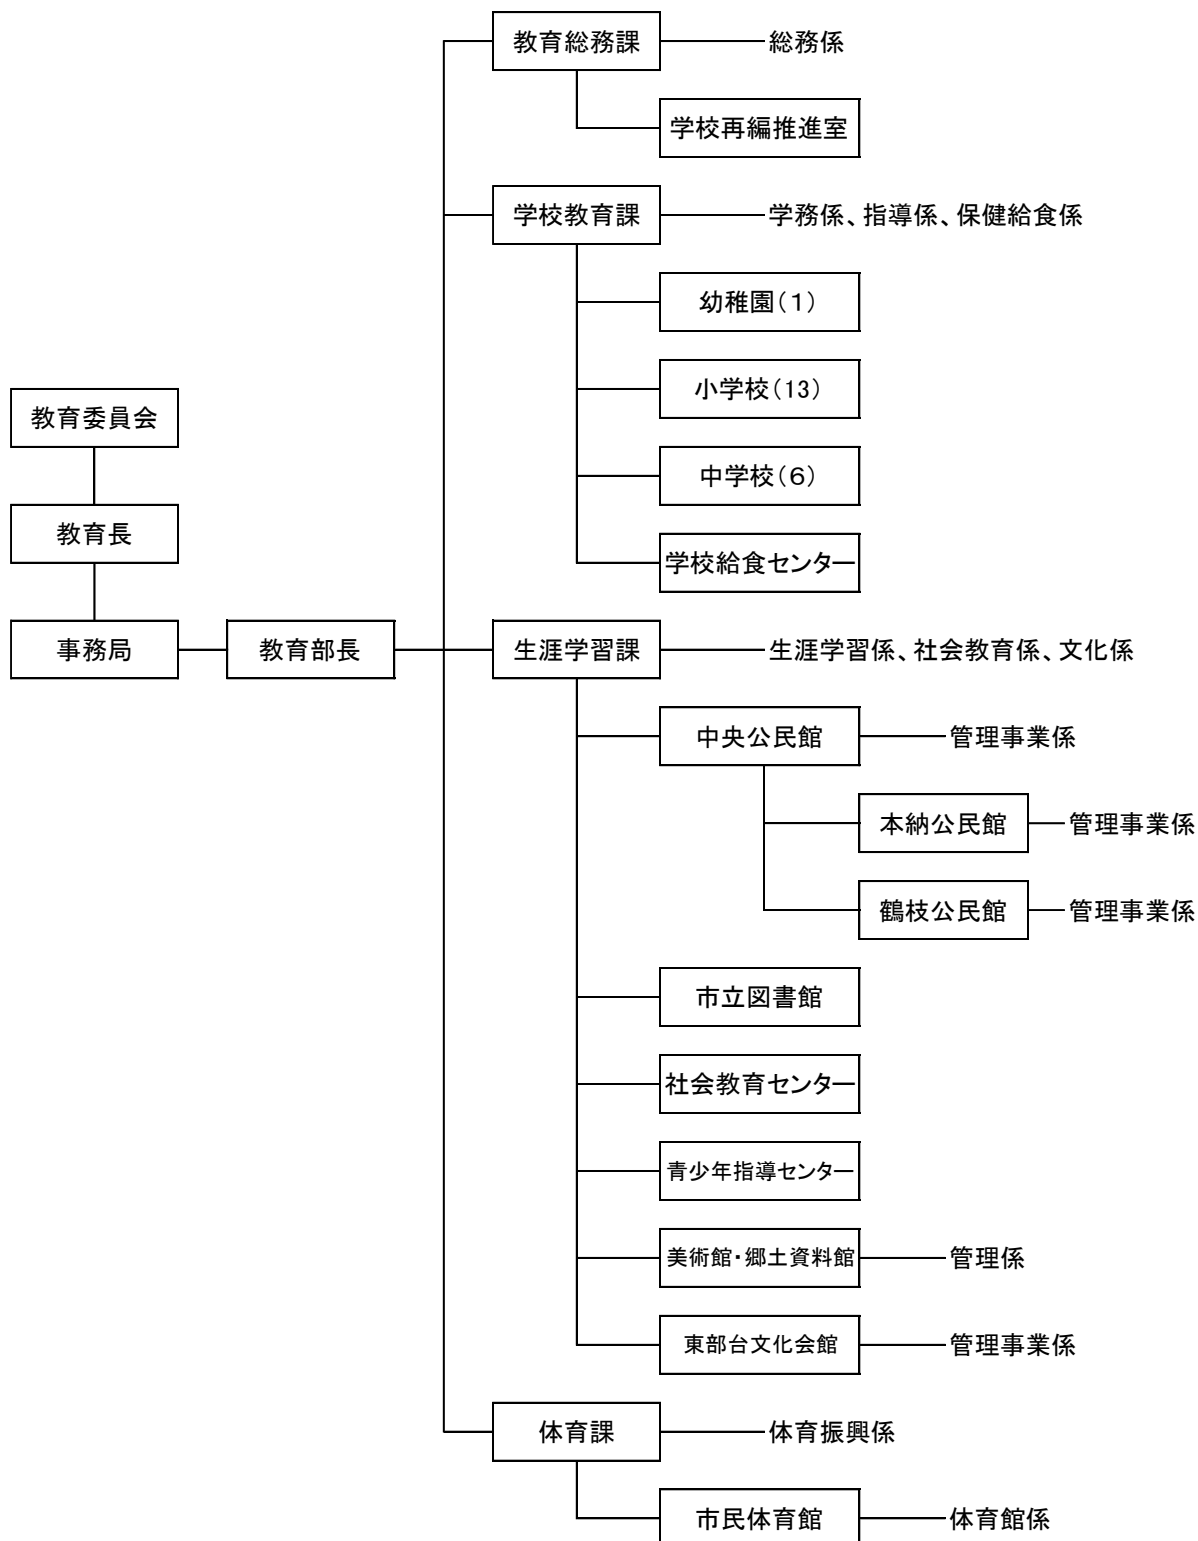 教育総務課 総務係
学校再編推進室
学校教育課 学務係、指導係、保健給食係
幼稚園（１）
小学校（13）
教育委員会
中学校（６）
教育長
学校給食センター
事務局 教育部長 生涯学習課 生涯学習係、社会教育係、文化係
中央公民館 管理事業係
本納公民館 管理事業係
鶴枝公民館 管理事業係
市立図書館
社会教育センター
青少年指導センター
美術館・郷土資料館 管理係
東部台文化会館 管理事業係
体育課 体育振興係
市民体育館 体育館係